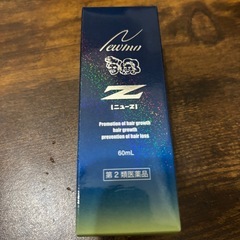 Newmo
Z
[ニューZ]
Promotion of hair growth
hair growth
prevention of hair loss
60mL
第2類医薬品